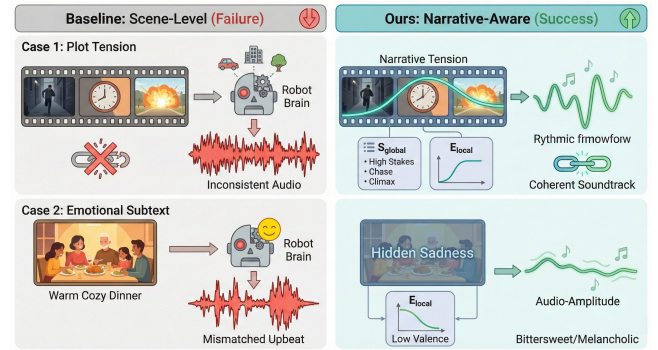 Baseline: Scene-Level (Failure)
Case 1: Plot Tension
Robot
Brain
Inconsistent Audio
Case 2: Emotional Subtext
Robot
Brain
Warm Cozy Dinner
Mismatched Upbeat
Ours: Narrative-Aware (Success)
Narrative Tension
Sglobal
• High Stakes
• Chase
• Climax
Elocal
Rythmic frmowforw
Coherent Soundtrack
Hidden Sadness
Elocal
Low Valence
Audio-Amplitude
Bittersweet/Melancholic